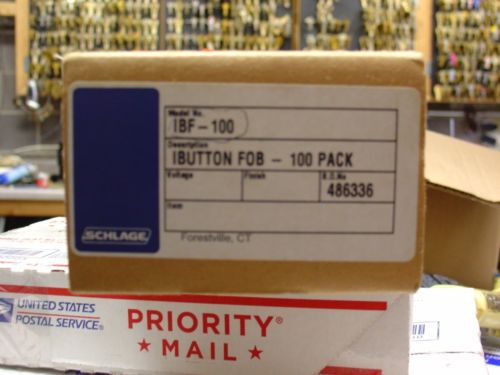 Model No.
IBF-100
Description
IBUTTON FOB - 100 PACK
Voltage
Finish
S.O.No
486336
Item
SCHLAGE
Forestville, CT
UNITED STATES
POSTAL SERVICE®
PRIORITY®
★ MAIL ★